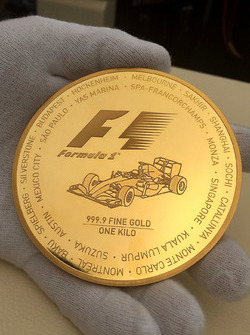 MELBOURNE · SAKHIR · SHANGHAI · SOCHI · CATALUNYA · MONTE CARLO · MONTRÉAL · BAKU · SPIELBERG · SILVERSTONE · BUDAPEST · HOCKENHEIM ·
SPA-FRANCORCHAMPS · MONZA · SINGAPORE · KUALA LUMPUR · SUZUKA · AUSTIN · MEXICO CITY · SÃO PAULO · YAS MARINA ·
F1
Formula 1
999.9 FINE GOLD
ONE KILO